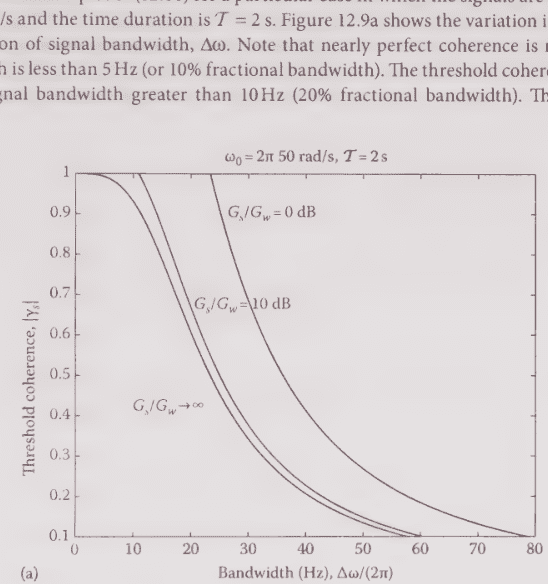 /s and the time duration is 𝒯 = 2 s. Figure 12.9a shows the variation i
on of signal bandwidth, Δω. Note that nearly perfect coherence is
h is less than 5 Hz (or 10% fractional bandwidth). The threshold coher
gnal bandwidth greater than 10 Hz (20% fractional bandwidth). Th
ω₀ = 2π 50 rad/s, 𝒯 = 2 s
1
0.9
0.8
0.7
0.6
0.5
0.4
0.3
0.2
0.1
Threshold coherence, |γₛ|
Gₛ/G_w = 0 dB
Gₛ/G_w = 10 dB
Gₛ/G_w → ∞
0 10 20 30 40 50 60 70 80
(a) Bandwidth (Hz), Δω/(2π)